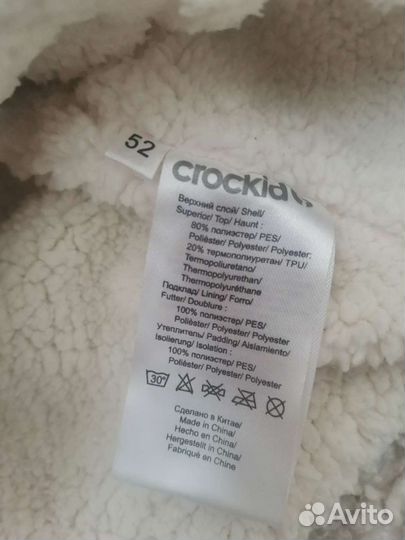 52
crockid
Верхний слой/ Shell/
Superior/ Top/ Haunt :
80% полиэстер/ PES/
Poliéster/ Polyester/ Polyester;
20% термополиуретан/ TPU/
Termopoliuretano/
Thermopolyurethan/
Thermopolyuréthane
Подклад/ Lining/ Forro/
Futter/ Doublure :
100% полиэстер/ PES/
Poliéster/ Polyester/ Polyester
Утеплитель/ Padding/ Aislamiento/
Isolierung/ Isolation :
100% полиэстер/ PES/
Poliéster/ Polyester/ Polyester
30°
Сделано в Китае/
Made in China/
Hecho en China/
Hergestellt in China/
Fabriqué en Chine
Avito